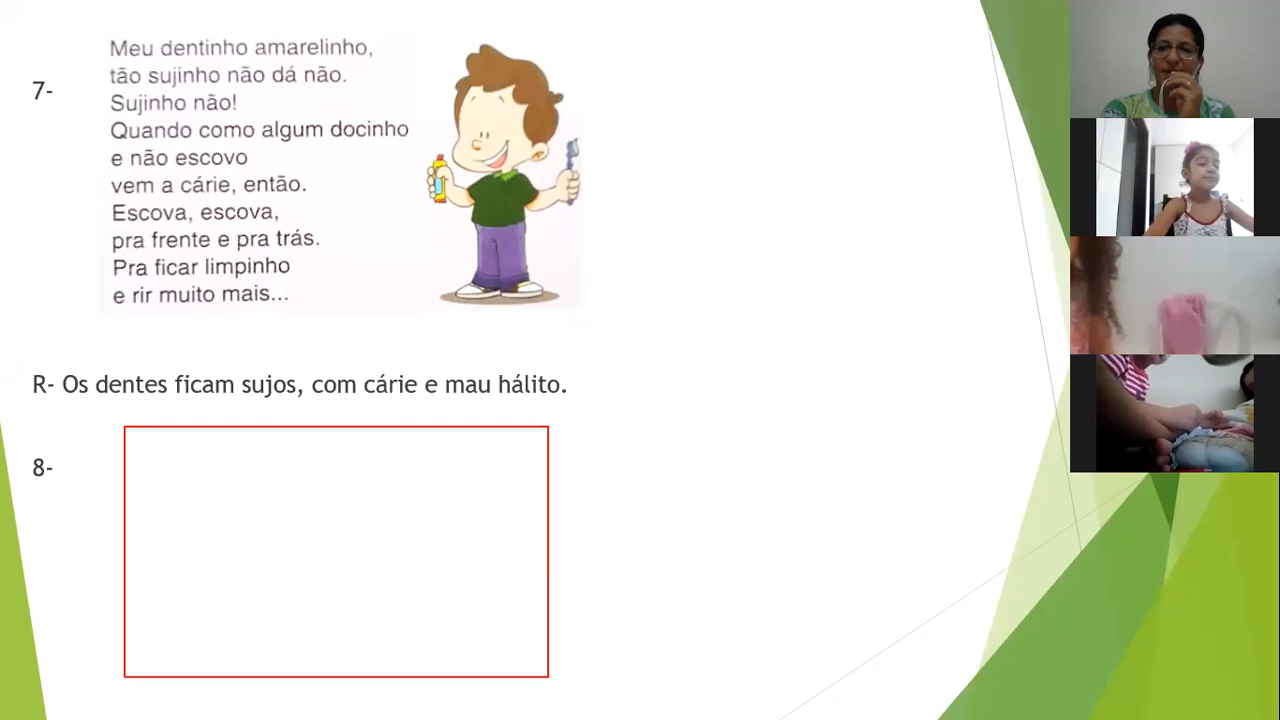 7-
Meu dentinho amarelinho,
tão sujinho não dá não.
Sujinho não!
Quando como algum docinho
e não escovo
vem a cárie, então.
Escova, escova,
pra frente e pra trás.
Pra ficar limpinho
e rir muito mais...
R- Os dentes ficam sujos, com cárie e mau hálito.
8-